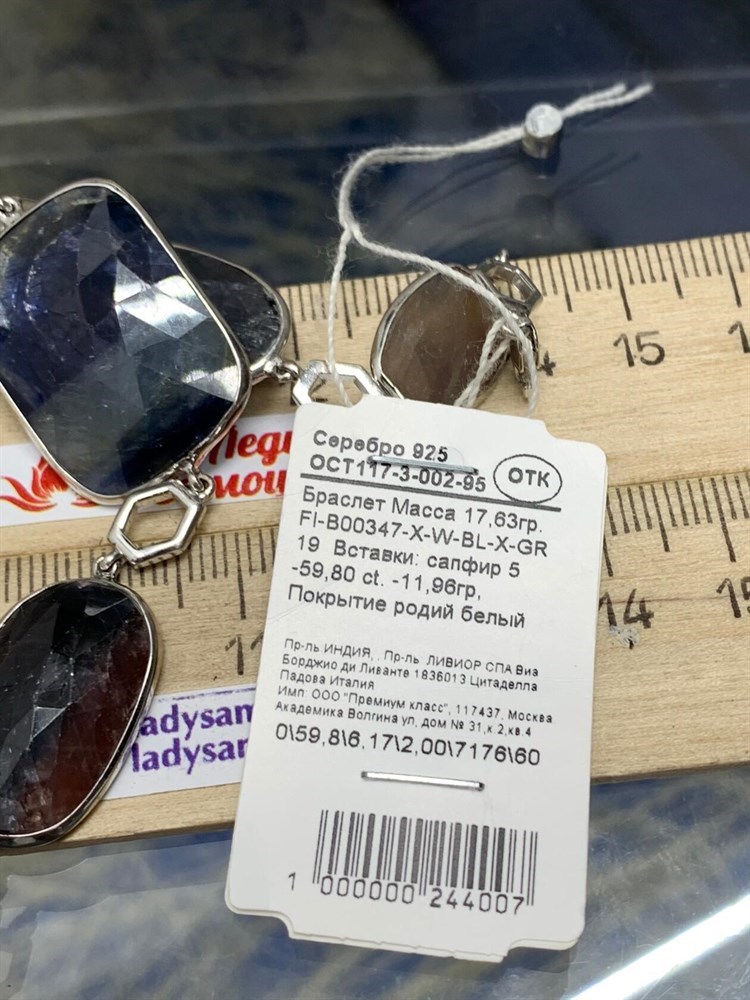 Серебро 925
ОСТ117-3-002-95
ОТК
Браслет Масса 17,63гр.
FI-B00347-X-W-BL-X-GR
19 Вставки: сапфир 5
-59,80 ct. -11,96гр,
Покрытие родий белый
Пр-ль ИНДИЯ, , Пр-ль ЛИВИОР СПА Виа
Борджио ди Ливанте 1836013 Цитаделла
Падова Италия
Имп: ООО "Премиум класс", 117437, Москва
Академика Волгина ул, дом № 31,к.2,кв.4
0\59,8\6,17\2,00\7176\60
1 000000 244007
15
14
ladysar